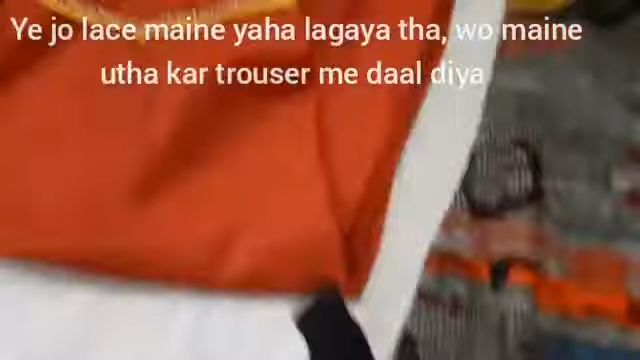 Ye jo lace maine yaha lagaya tha, wo maine
utha kar trouser me daal diya